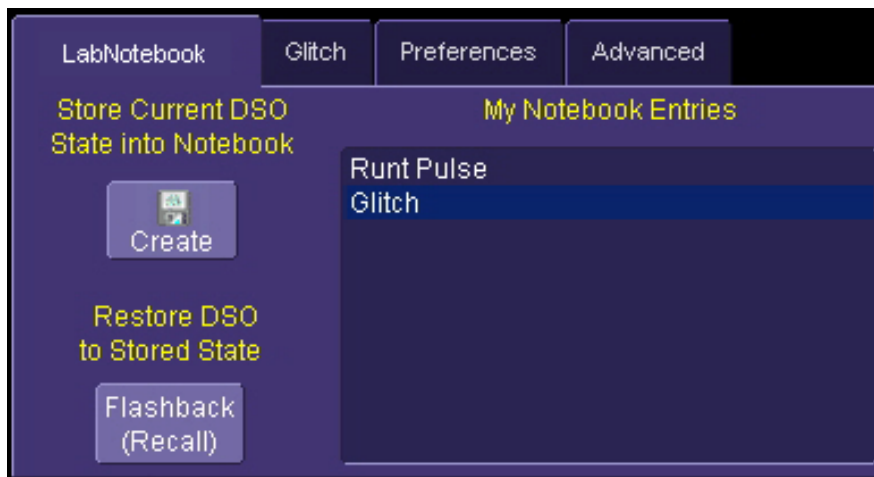 LabNotebook
Glitch
Preferences
Advanced
Store Current DSO
State into Notebook
Create
Restore DSO
to Stored State
Flashback
(Recall)
My Notebook Entries
Runt Pulse
Glitch